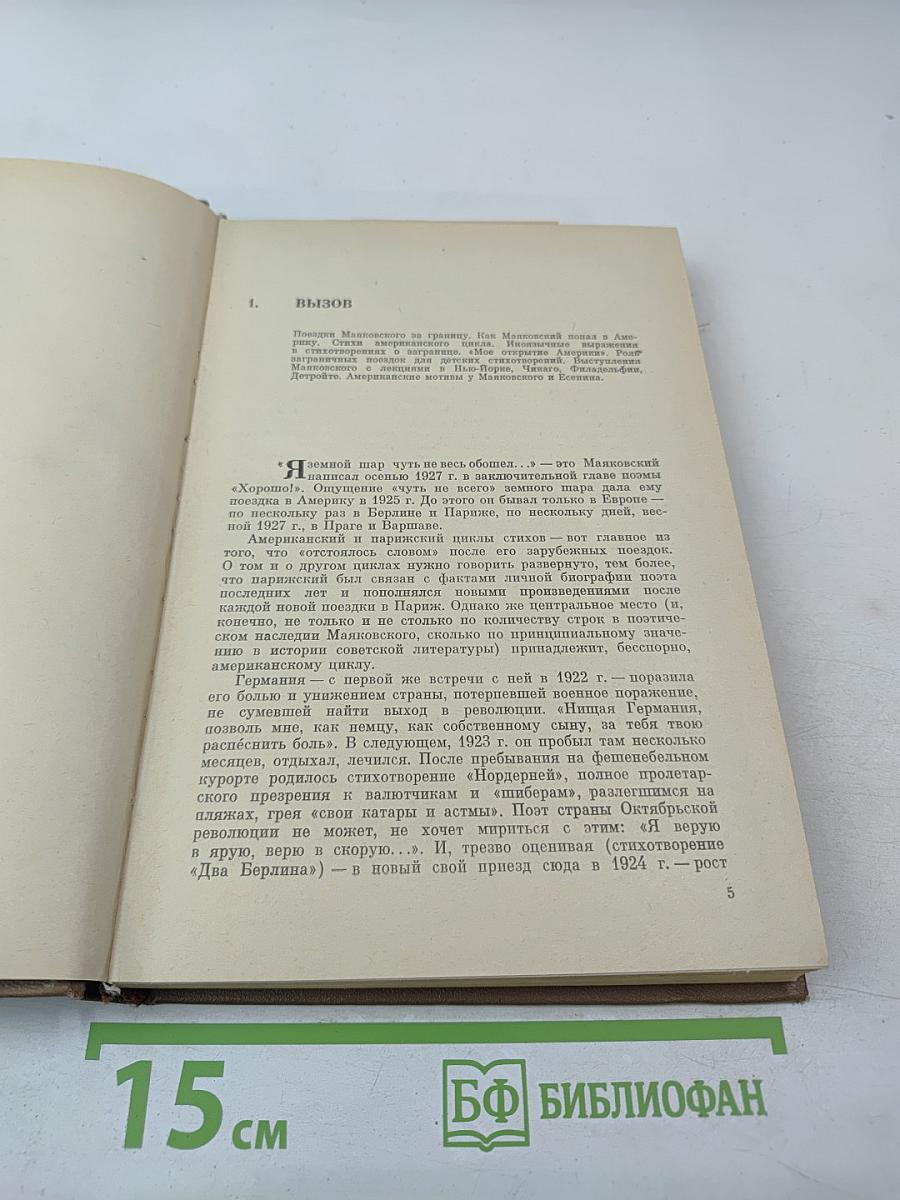 1. ВЫЗОВ
Поездки Маяковского за границу. Как Маяковский попал в Аме-
рику. Стихи американского цикла. Иноязычные выражения
в стихотворениях о загранице. «Мое открытие Америки». Роль
заграничных поездок для детских стихотворений. Выступления
Маяковского с лекциями в Нью-Йорке, Чикаго, Филадельфии,
Детройте. Американские мотивы у Маяковского и Есенина.
«Я земной шар чуть не весь обошел...» — это Маяковский
написал осенью 1927 г. в заключительной главе поэмы
«Хорошо!». Ощущение «чуть не всего» земного шара дала ему
поездка в Америку в 1925 г. До этого он бывал только в Европе —
по нескольку раз в Берлине и Париже, по нескольку дней, вес-
ной 1927 г., в Праге и Варшаве.
Американский и парижский циклы стихов — вот главное из
того, что «отстоялось словом» после его зарубежных поездок.
О том и о другом циклах нужно говорить развернуто, тем более,
что парижский был связан с фактами личной биографии поэта
последних лет и пополнялся новыми произведениями после
каждой новой поездки в Париж. Однако же центральное место (и,
конечно, не только и не столько по количеству строк в поэтиче-
ском наследии Маяковского, сколько по принципиальному значе-
нию в истории советской литературы) принадлежит, бесспорно,
американскому циклу.
Германия — с первой же встречи с ней в 1922 г. — поразила
его болью и унижением страны, потерпевшей военное поражение,
не сумевшей найти выход в революции. «Нищая Германия,
позволь мне, как немцу, как собственному сыну, за тебя твою
распе́снить боль». В следующем, 1923 г. он пробыл там несколько
месяцев, отдыхал, лечился. После пребывания на фешенебельном
курорте родилось стихотворение «Нордерней», полное пролетар-
ского презрения к валютчикам и «шиберам», разлегшимся на
пляжах, грея «свои катары и астмы». Поэт страны Октябрьской
революции не может, не хочет мириться с этим: «Я верую
в ярую, верю в скорую...». И, трезво оценивая (стихотворение
«Два Берлина») — в новый свой приезд сюда в 1924 г. — рост
5
15 см
БФ БИБЛИОФАН